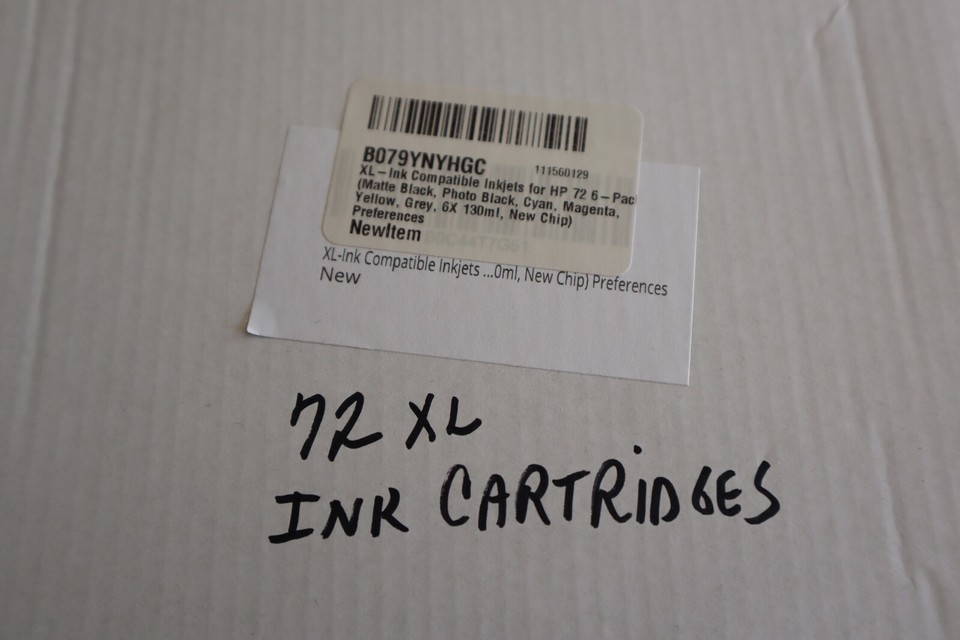 B079YNYHGC 111560129
XL-Ink Compatible Inkjets for HP 72 6-Pac
(Matte Black, Photo Black, Cyan, Magenta,
Yellow, Grey, 6X 130ml, New Chip)
Preferences
NewItem
XL-Ink Compatible Inkjets ...0ml, New Chip) Preferences
New
72 XL
INK CARTRIDGES